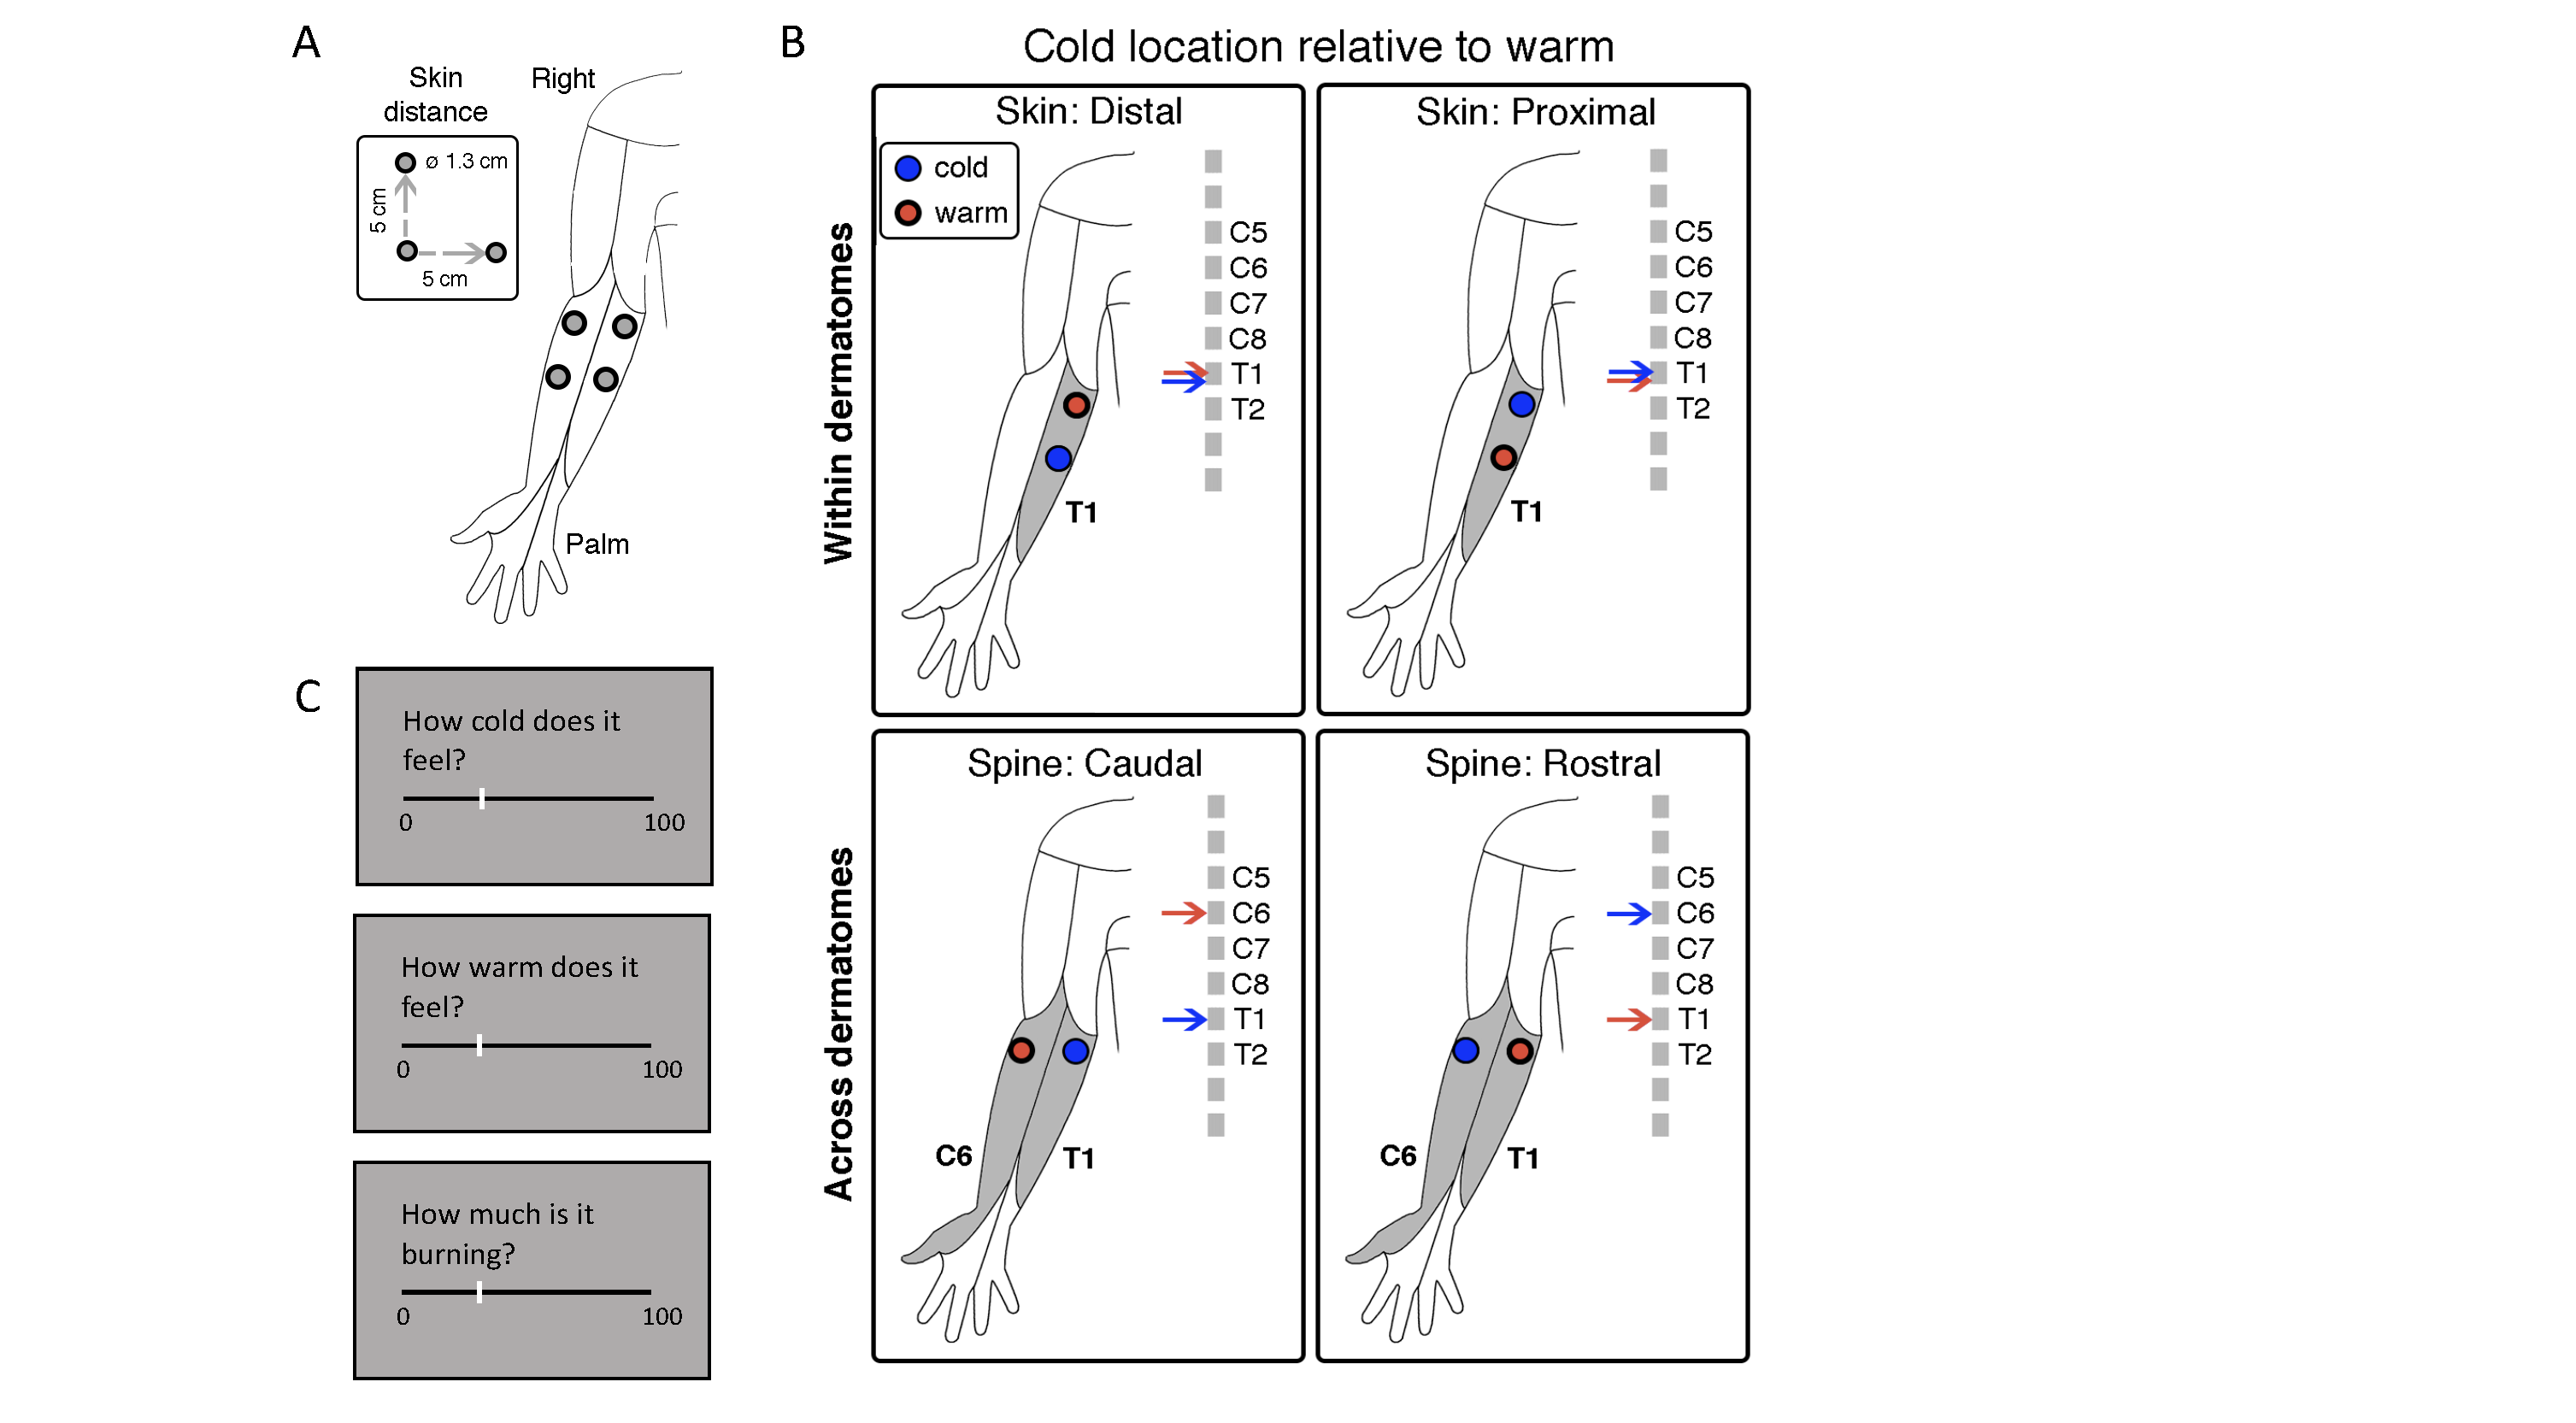 A
Skin
distance
Right
ø 1.3 cm
5 cm
5 cm
Palm
B
Cold location relative to warm
Within dermatomes
Skin: Distal
cold
warm
C5
C6
C7
C8
T1
T2
T1
Skin: Proximal
C5
C6
C7
C8
T1
T2
T1
Across dermatomes
Spine: Caudal
C5
C6
C7
C8
T1
T2
C6
T1
Spine: Rostral
C5
C6
C7
C8
T1
T2
C6
T1
C
How cold does it
feel?
0 100
How warm does it
feel?
0 100
How much is it
burning?
0 100